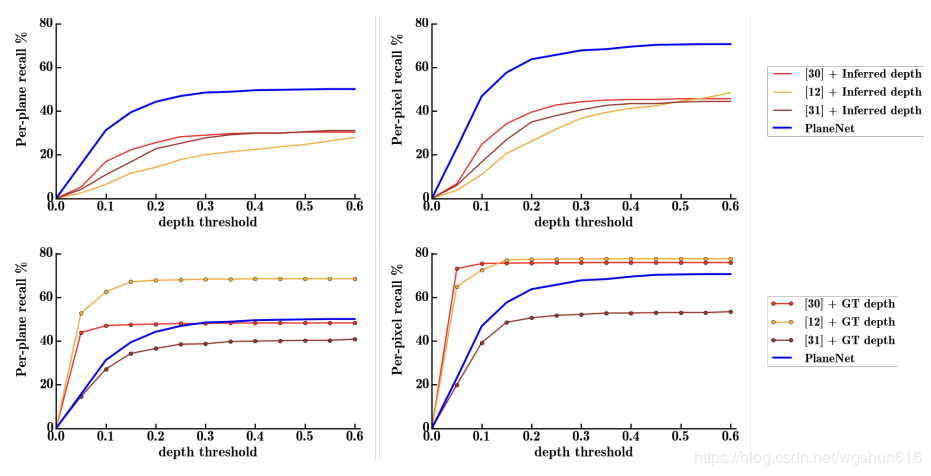 Per-plane recall %
80
60
40
20
0
0.0 0.1 0.2 0.3 0.4 0.5 0.6
depth threshold
Per-pixel recall %
80
60
40
20
0
0.0 0.1 0.2 0.3 0.4 0.5 0.6
depth threshold
[30] + Inferred depth
[12] + Inferred depth
[31] + Inferred depth
PlaneNet
Per-plane recall %
80
60
40
20
0
0.0 0.1 0.2 0.3 0.4 0.5 0.6
depth threshold
Per-pixel recall %
80
60
40
20
0
0.0 0.1 0.2 0.3 0.4 0.5 0.6
depth threshold
[30] + GT depth
[12] + GT depth
[31] + GT depth
PlaneNet
https://blog.csdn.net/wgshun616